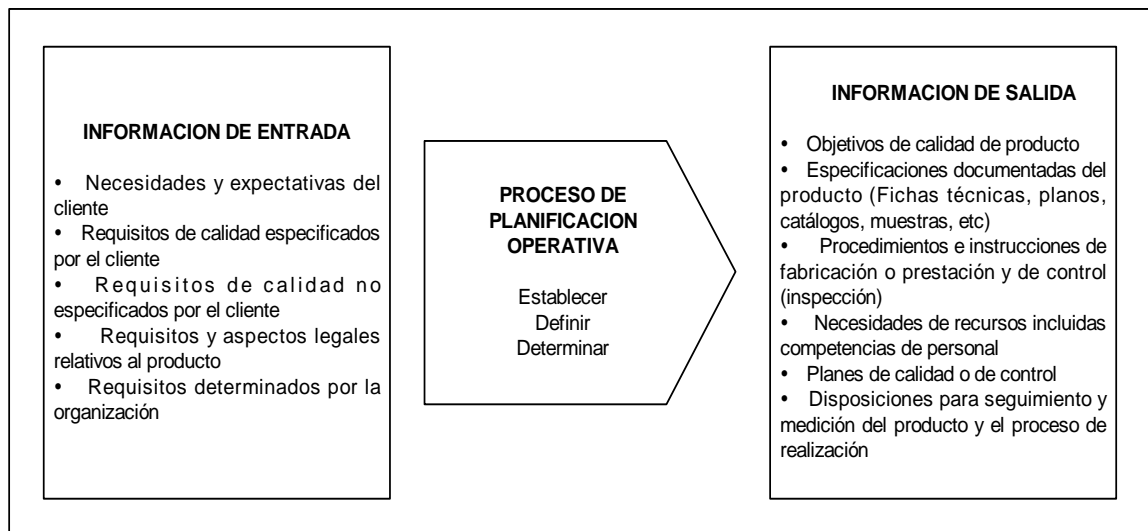 INFORMACION DE ENTRADA
• Necesidades y expectativas del
cliente
• Requisitos de calidad especificados
por el cliente
• Requisitos de calidad no
especificados por el cliente
• Requisitos y aspectos legales
relativos al producto
• Requisitos determinados por la
organización
PROCESO DE
PLANIFICACION
OPERATIVA
Establecer
Definir
Determinar
INFORMACION DE SALIDA
• Objetivos de calidad de producto
• Especificaciones documentadas del
producto (Fichas técnicas, planos,
catálogos, muestras, etc)
• Procedimientos e instrucciones de
fabricación o prestación y de control
(inspección)
• Necesidades de recursos incluidas
competencias de personal
• Planes de calidad o de control
• Disposiciones para seguimiento y
medición del producto y el proceso de
realización